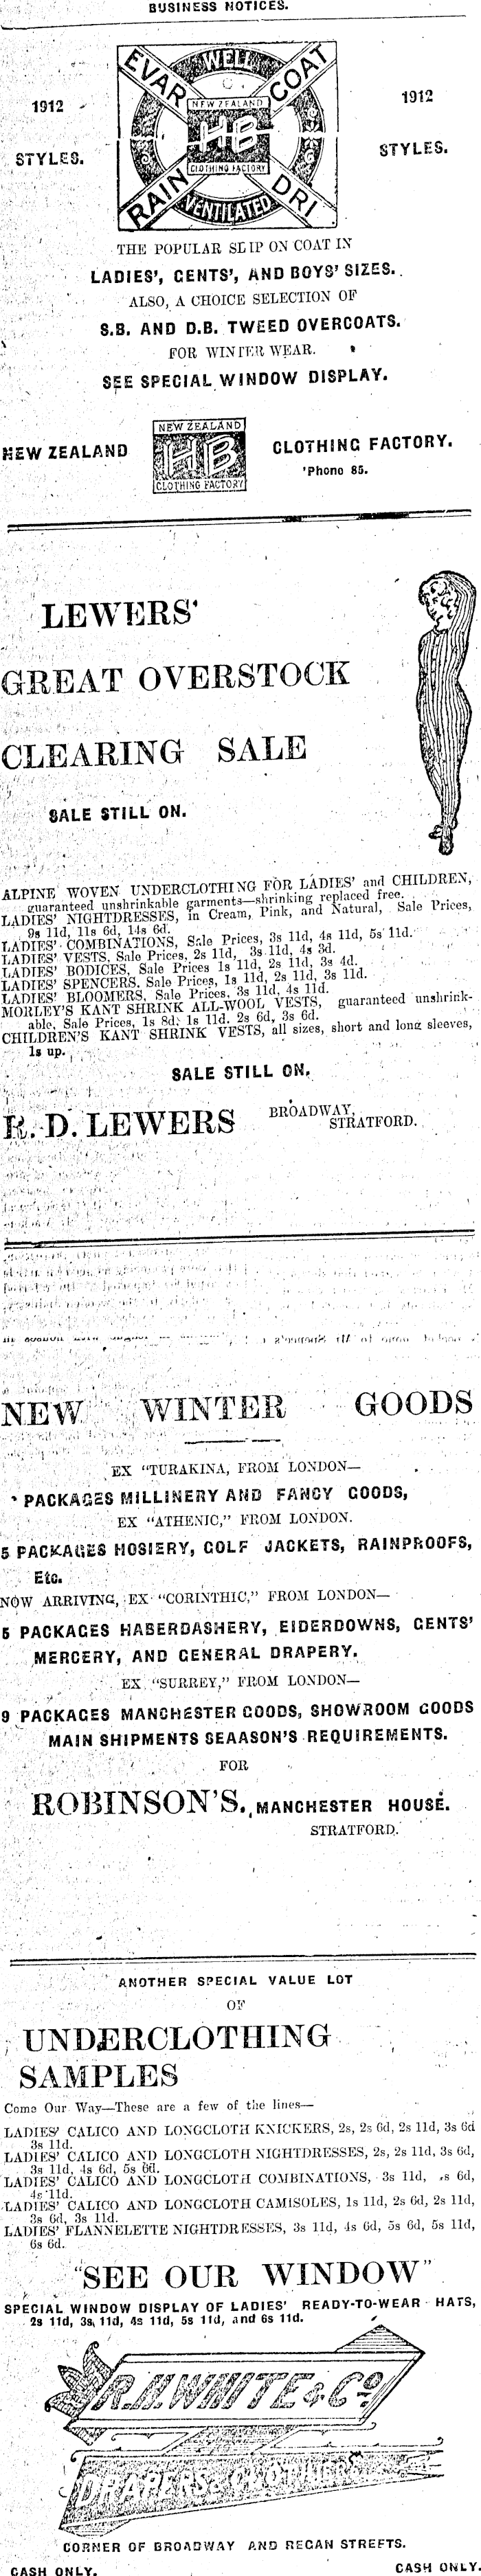 BUSINESS NOTICES.
1912
STYLES.
EVAR
WELL
COAT
NEW ZEALAND
HB
CLOTHING FACTORY
RAIN
VENTILATED
DRI
1912
STYLES.
THE POPULAR SLIP ON COAT IN
LADIES', GENTS', AND BOYS' SIZES.
ALSO, A CHOICE SELECTION OF
S.B. AND D.B. TWEED OVERCOATS.
FOR WINTER WEAR.
SEE SPECIAL WINDOW DISPLAY.
NEW ZEALAND
NEW ZEALAND
HB
CLOTHING FACTORY
CLOTHING FACTORY.
'Phone 85.
LEWERS'
GREAT OVERSTOCK
CLEARING SALE
SALE STILL ON.
ALPINE WOVEN UNDERCLOTHING FOR LADIES' and CHILDREN,
guaranteed unshrinkable garments—shrinking replaced free.
LADIES' NIGHTDRESSES, in Cream, Pink, and Natural, Sale Prices,
9s 11d, 11s 6d, 14s 6d.
LADIES' COMBINATIONS, Sale Prices, 3s 11d, 4s 11d, 5s 11d.
LADIES' VESTS, Sale Prices, 2s 11d, 3s 11d, 4s 3d.
LADIES' BODICES, Sale Prices 1s 11d, 2s 11d, 3s 4d.
LADIES' SPENCERS, Sale Prices, 1s 11d, 2s 11d, 3s 11d.
LADIES' BLOOMERS, Sale Prices, 3s 11d, 4s 11d.
MORLEY'S KANT SHRINK ALL-WOOL VESTS, guaranteed unshrink-
able, Sale Prices, 1s 8d, 1s 11d, 2s 6d, 3s 6d.
CHILDREN'S KANT SHRINK VESTS, all sizes, short and long sleeves,
1s up.
SALE STILL ON.
R. D. LEWERS
BROADWAY,
STRATFORD.
NEW WINTER GOODS
EX "TURAKINA, FROM LONDON—
PACKAGES MILLINERY AND FANCY GOODS,
EX "ATHENIC," FROM LONDON.
5 PACKAGES HOSIERY, GOLF JACKETS, RAINPROOFS,
Etc.
NOW ARRIVING, EX "CORINTHIC," FROM LONDON—
5 PACKAGES HABERDASHERY, EIDERDOWNS, GENTS'
MERCERY, AND GENERAL DRAPERY.
EX "SURREY," FROM LONDON—
9 PACKAGES MANCHESTER GOODS, SHOWROOM GOODS
MAIN SHIPMENTS SEAASON'S REQUIREMENTS.
FOR
ROBINSON'S, MANCHESTER HOUSE.
STRATFORD.
ANOTHER SPECIAL VALUE LOT
OF
UNDERCLOTHING
SAMPLES
Come Our Way—These are a few of the lines—
LADIES' CALICO AND LONGCLOTH KNICKERS, 2s, 2s 6d, 2s 11d, 3s 6d
3s 11d.
LADIES' CALICO AND LONGCLOTH NIGHTDRESSES, 2s, 2s 11d, 3s 6d,
3s 11d, 4s 6d, 5s 6d.
LADIES' CALICO AND LONGCLOTH COMBINATIONS, 3s 11d, s 6d,
4s 11d.
LADIES' CALICO AND LONGCLOTH CAMISOLES, 1s 11d, 2s 6d, 2s 11d,
3s 6d, 3s 11d.
LADIES' FLANNELETTE NIGHTDRESSES, 3s 11d, 4s 6d, 5s 6d, 5s 11d,
6s 6d.
"SEE OUR WINDOW"
SPECIAL WINDOW DISPLAY OF LADIES' READY-TO-WEAR HATS,
2s 11d, 3s, 11d, 4s 11d, 5s 11d, and 6s 11d.
R.H. WHITE & Co.
DRAPERS & CLOTHIERS
CORNER OF BROADWAY AND REGAN STREETS.
CASH ONLY. CASH ONLY.